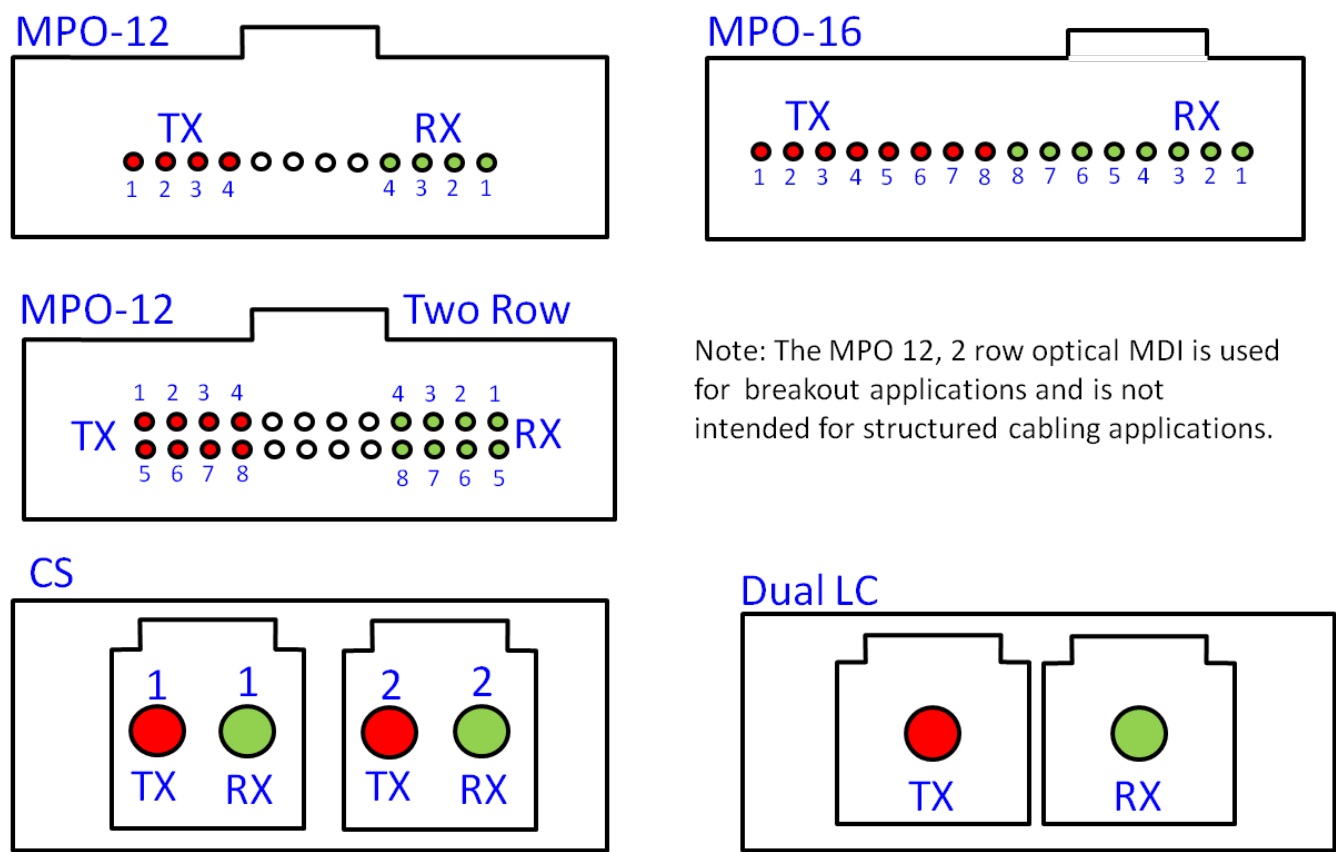 MPO-12
TX RX
1 2 3 4 4 3 2 1
MPO-16
TX RX
1 2 3 4 5 6 7 8 8 7 6 5 4 3 2 1
MPO-12 Two Row
1 2 3 4 4 3 2 1
TX RX
5 6 7 8 8 7 6 5
Note: The MPO 12, 2 row optical MDI is used
for breakout applications and is not
intended for structured cabling applications.
CS
1 1 2 2
TX RX TX RX
Dual LC
TX RX